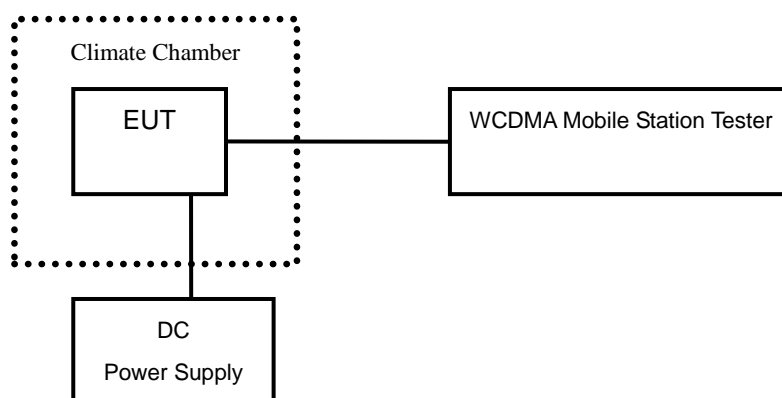 Climate Chamber
EUT
WCDMA Mobile Station Tester
DC
Power Supply